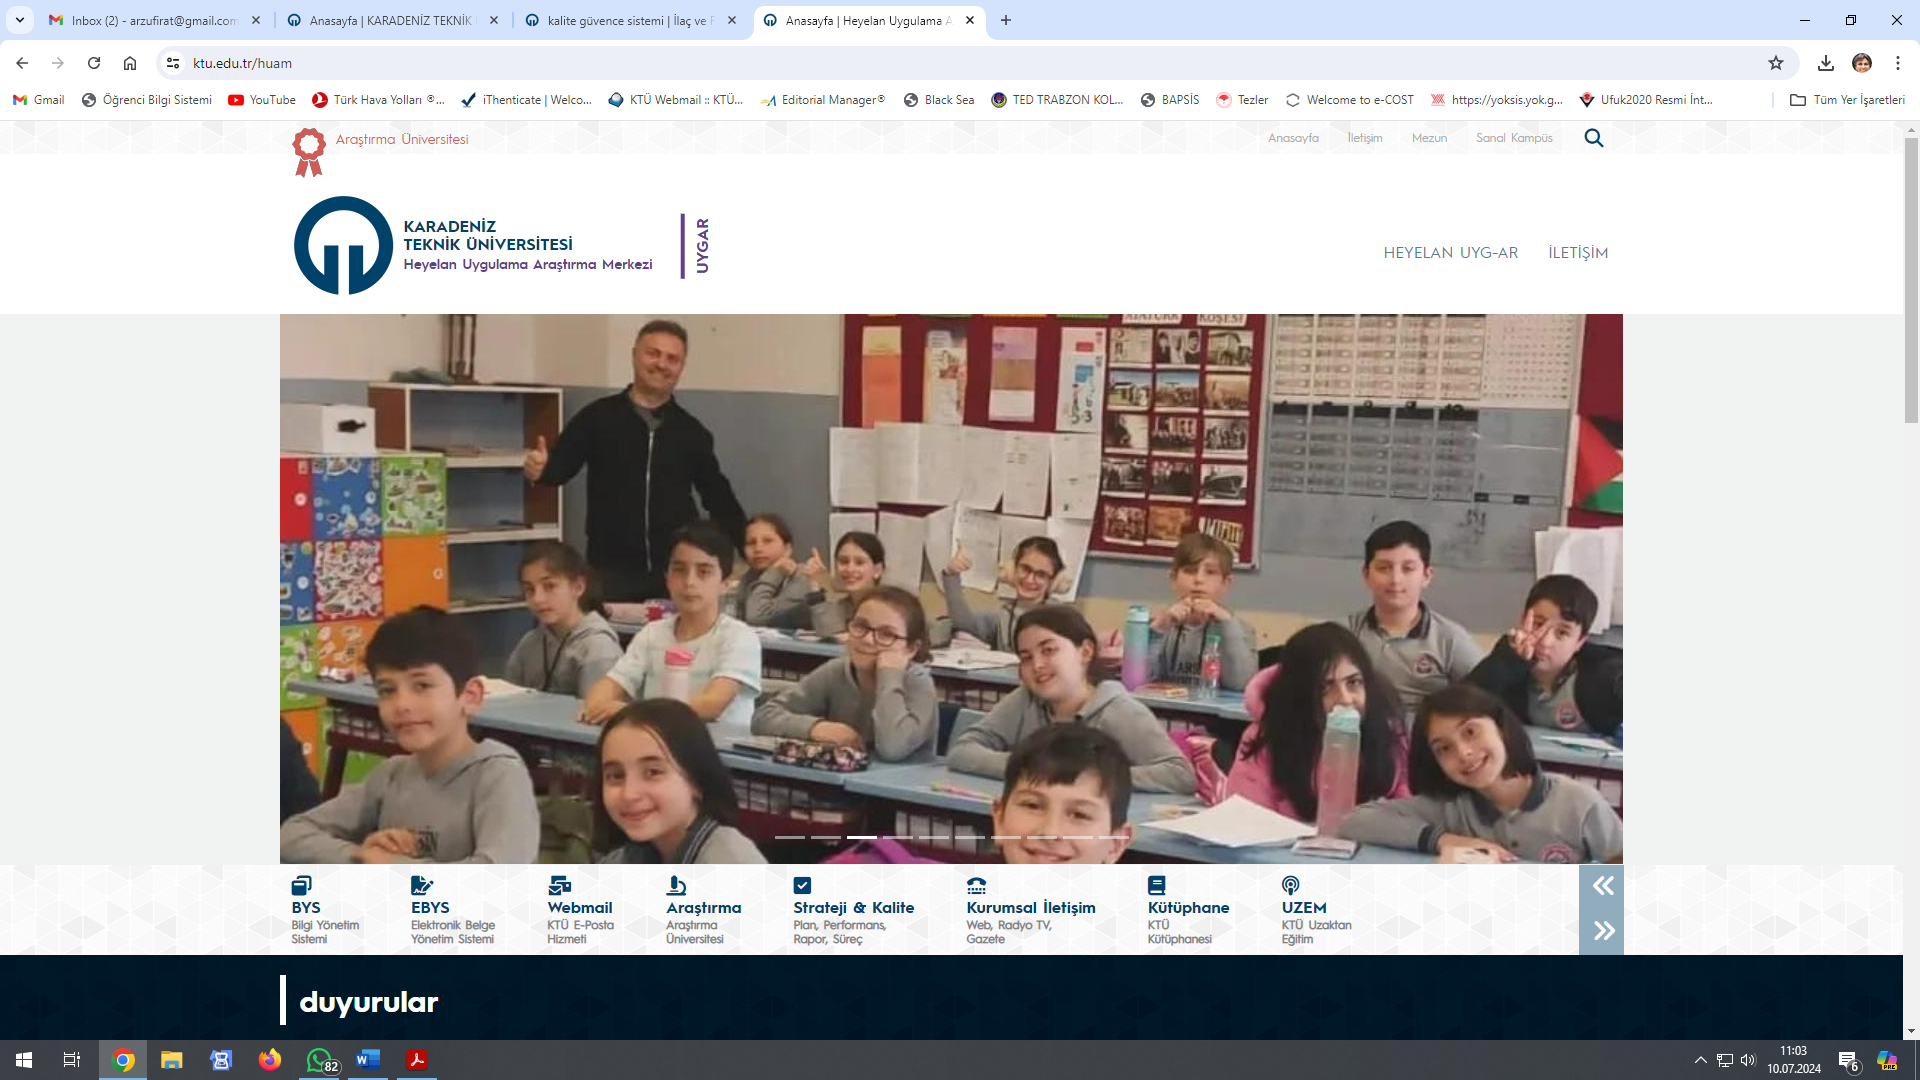 Inbox (2) - arzufirat@gmail.com
Anasayfa | KARADENİZ TEKNİK
kalite güvence sistemi | İlaç ve
Anasayfa | Heyelan Uygulama
ktu.edu.tr/huam
Gmail
Öğrenci Bilgi Sistemi
YouTube
Türk Hava Yolları ®...
iThenticate | Welco...
KTÜ Webmail :: KTÜ...
Editorial Manager®
Black Sea
TED TRABZON KOL...
BAPSİS
Tezler
Welcome to e-COST
https://yoksis.yok.g...
Ufuk2020 Resmi İnt...
Tüm Yer İşaretleri
Araştırma Üniversitesi
Anasayfa
İletişim
Mezun
Sanal Kampüs
KARADENİZ
TEKNİK ÜNİVERSİTESİ
Heyelan Uygulama Araştırma Merkezi
UYGAR
HEYELAN UYG-AR
İLETİŞİM
ATATÜRK KÖŞESİ
BYS
Bilgi Yönetim
Sistemi
EBYS
Elektronik Belge
Yönetim Sistemi
Webmail
KTÜ E-Posta
Hizmeti
Araştırma
Araştırma
Üniversitesi
Strateji & Kalite
Plan, Performans,
Rapor, Süreç
Kurumsal İletişim
Web, Radyo TV,
Gazete
Kütüphane
KTÜ
Kütüphanesi
UZEM
KTÜ Uzaktan
Eğitim
duyurular
82
11:03
10.07.2024
6
PRE